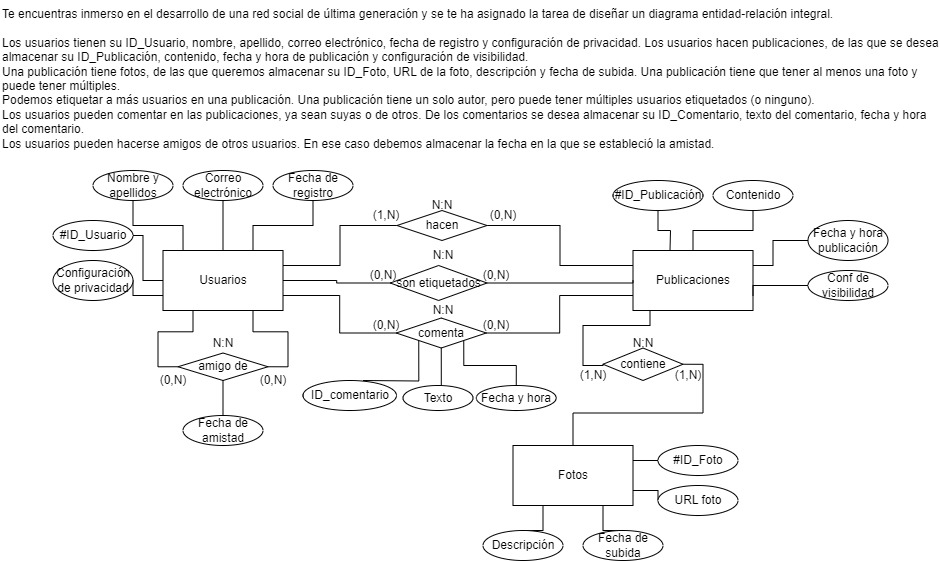 Te encuentras inmerso en el desarrollo de una red social de última generación y se te ha asignado la tarea de diseñar un diagrama entidad-relación integral.
Los usuarios tienen su ID_Usuario, nombre, apellido, correo electrónico, fecha de registro y configuración de privacidad. Los usuarios hacen publicaciones, de las que se desea
almacenar su ID_Publicación, contenido, fecha y hora de publicación y configuración de visibilidad.
Una publicación tiene fotos, de las que queremos almacenar su ID_Foto, URL de la foto, descripción y fecha de subida. Una publicación tiene que tener al menos una foto y
puede tener múltiples.
Podemos etiquetar a más usuarios en una publicación. Una publicación tiene un solo autor, pero puede tener múltiples usuarios etiquetados (o ninguno).
Los usuarios pueden comentar en las publicaciones, ya sean suyas o de otros. De los comentarios se desea almacenar su ID_Comentario, texto del comentario, fecha y hora
del comentario.
Los usuarios pueden hacerse amigos de otros usuarios. En ese caso debemos almacenar la fecha en la que se estableció la amistad.
Nombre y
apellidos
Correo
electrónico
Fecha de
registro
#ID_Usuario
Configuración
de privacidad
Usuarios
N:N
(1,N)
hacen
(0,N)
N:N
(0,N)
son etiquetados
(0,N)
N:N
(0,N)
comenta
(0,N)
#ID_Publicación
Contenido
Fecha y hora
publicación
Conf de
visibilidad
Publicaciones
N:N
amigo de
(0,N)
(0,N)
Fecha de
amistad
ID_comentario
Texto
Fecha y hora
N:N
contiene
(1,N)
(1,N)
Fotos
#ID_Foto
URL foto
Descripción
Fecha de
subida